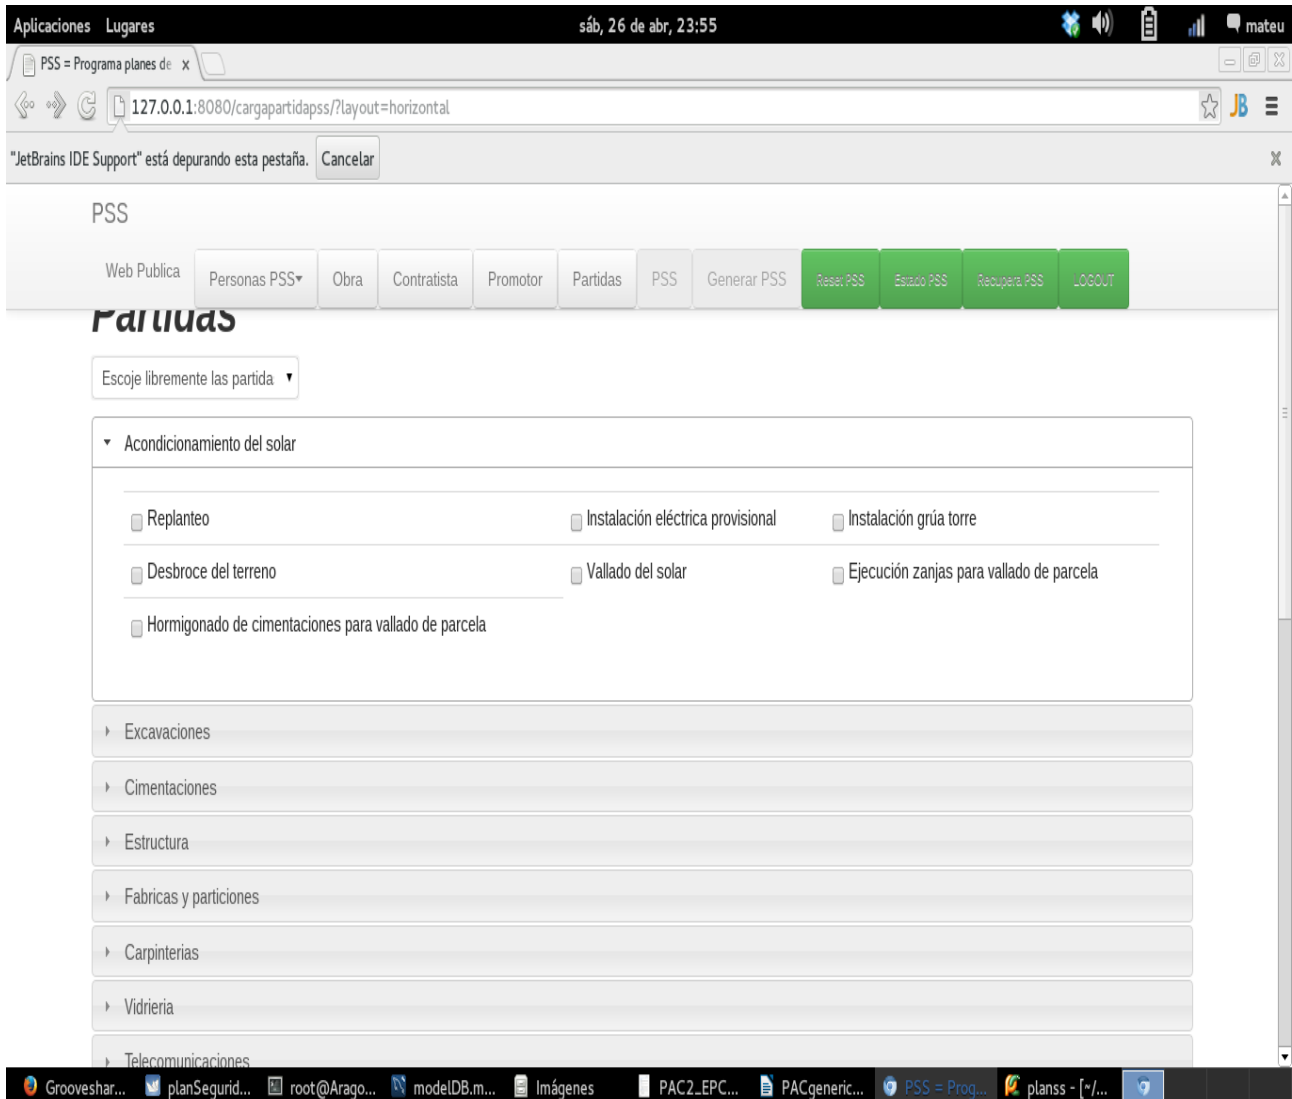 Aplicaciones Lugares sáb, 26 de abr, 23:55 mateu
PSS = Programa planes de x
127.0.0.1:8080/cargapartidapss/?layout=horizontal JB
"JetBrains IDE Support" está depurando esta pestaña. Cancelar
PSS
Web Publica Personas PSS Obra Contratista Promotor Partidas PSS Generar PSS Reset PSS Estado PSS Recupera PSS LOGOUT
Partidas
Escoje libremente las partida
Acondicionamiento del solar
Replanteo Instalación eléctrica provisional Instalación grúa torre
Desbroce del terreno Vallado del solar Ejecución zanjas para vallado de parcela
Hormigonado de cimentaciones para vallado de parcela
Excavaciones
Cimentaciones
Estructura
Fabricas y particiones
Carpinterias
Vidrieria
Telecomunicaciones
Grooveshar... planSegurid... root@Arago... modelDB.m... Imágenes PAC2_EPC... PACgeneric... PSS = Prog... planss - [~/...